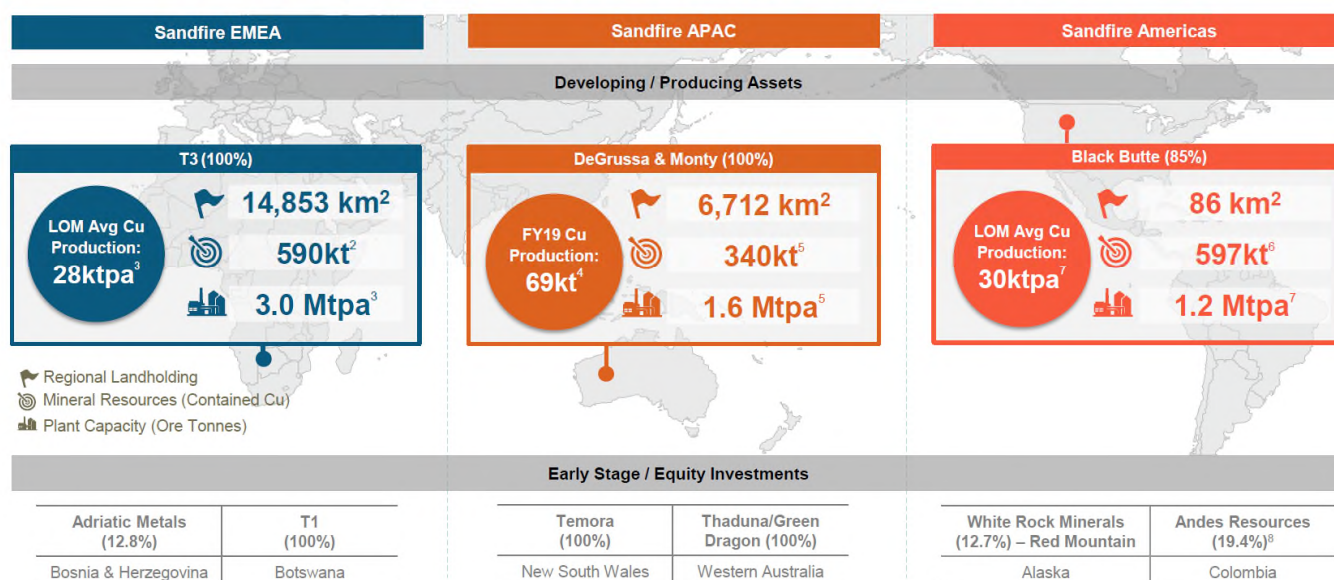 Sandfire EMEA
Sandfire APAC
Sandfire Americas
Developing / Producing Assets
T3 (100%)
LOM Avg Cu
Production:
28ktpa³
14,853 km²
590kt²
3.0 Mtpa³
DeGrussa & Monty (100%)
FY19 Cu
Production:
69kt⁴
6,712 km²
340kt⁵
1.6 Mtpa⁵
Black Butte (85%)
LOM Avg Cu
Production:
30ktpa⁷
86 km²
597kt⁶
1.2 Mtpa⁷
Regional Landholding
Mineral Resources (Contained Cu)
Plant Capacity (Ore Tonnes)
Early Stage / Equity Investments
Adriatic Metals
(12.8%)
T1
(100%)
Bosnia & Herzegovina
Botswana
Temora
(100%)
Thaduna/Green
Dragon (100%)
New South Wales
Western Australia
White Rock Minerals
(12.7%) – Red Mountain
Andes Resources
(19.4%)⁸
Alaska
Colombia